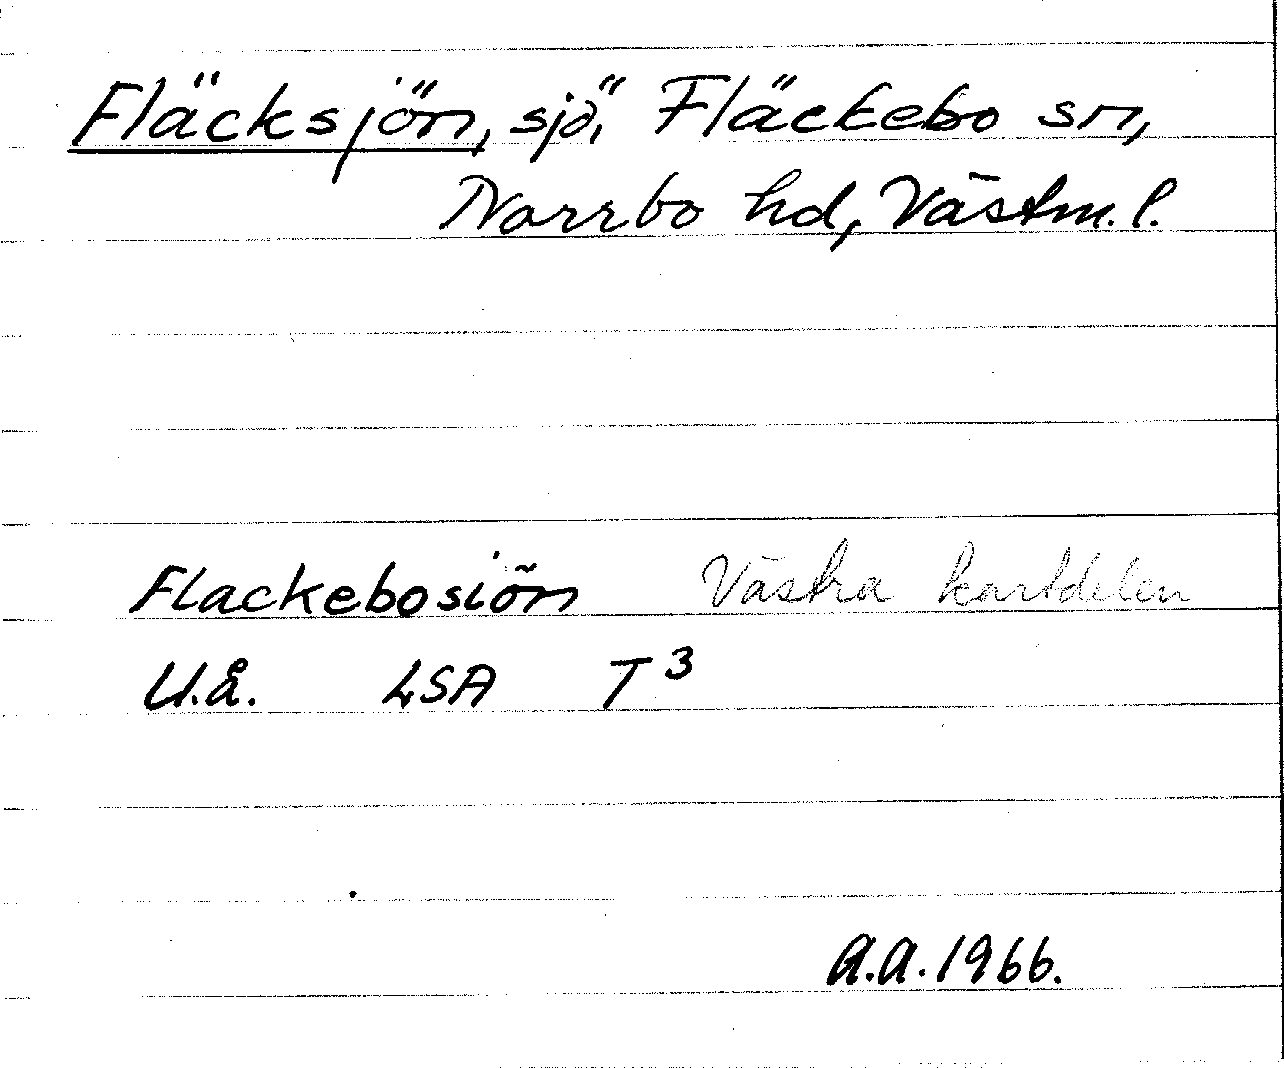 Fläcksjön, sjö, Fläckebo sn,
Norrbo hd, Västm. l.
Flackebosiön Västra kartdelen
U.å. LSA T³
A.A. 1966.